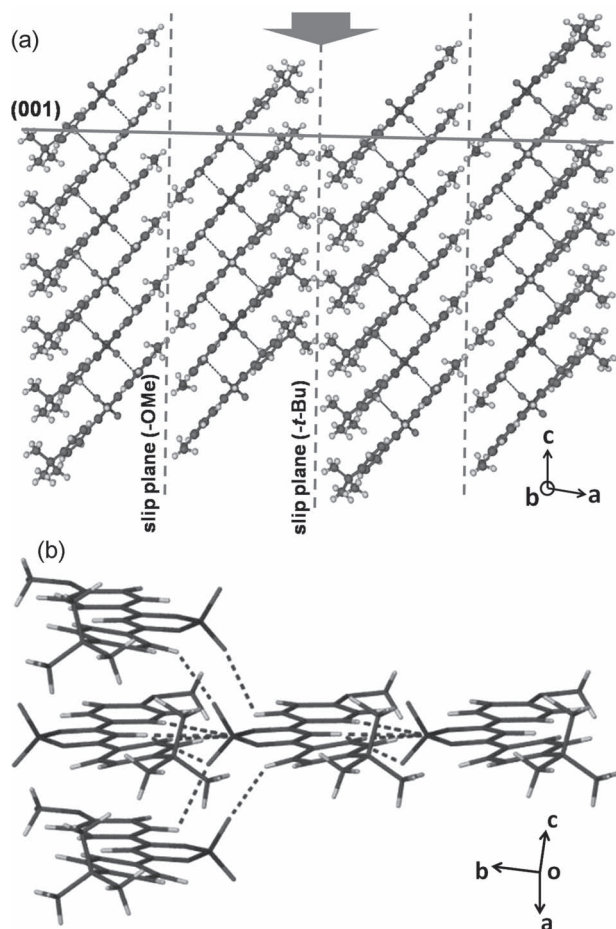 (a)
(001)
slip plane (-OMe)
slip plane (-t-Bu)
c
b
a
(b)
c
b
o
a